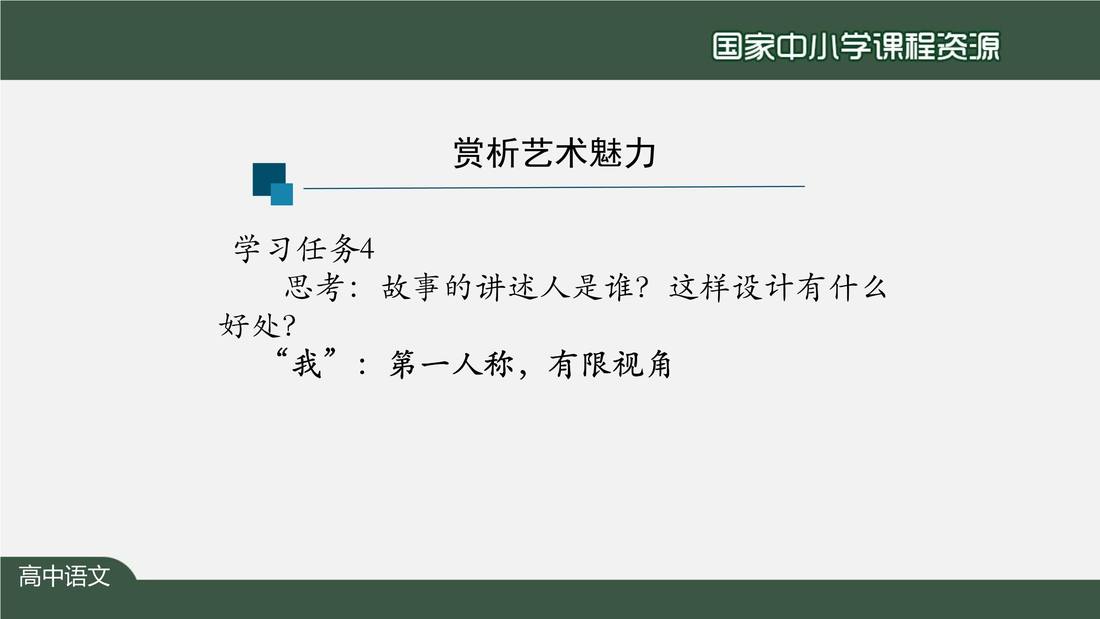 国家中小学课程资源
赏析艺术魅力
学习任务4
思考：故事的讲述人是谁？这样设计有什么
好处？
“我”：第一人称，有限视角
高中语文